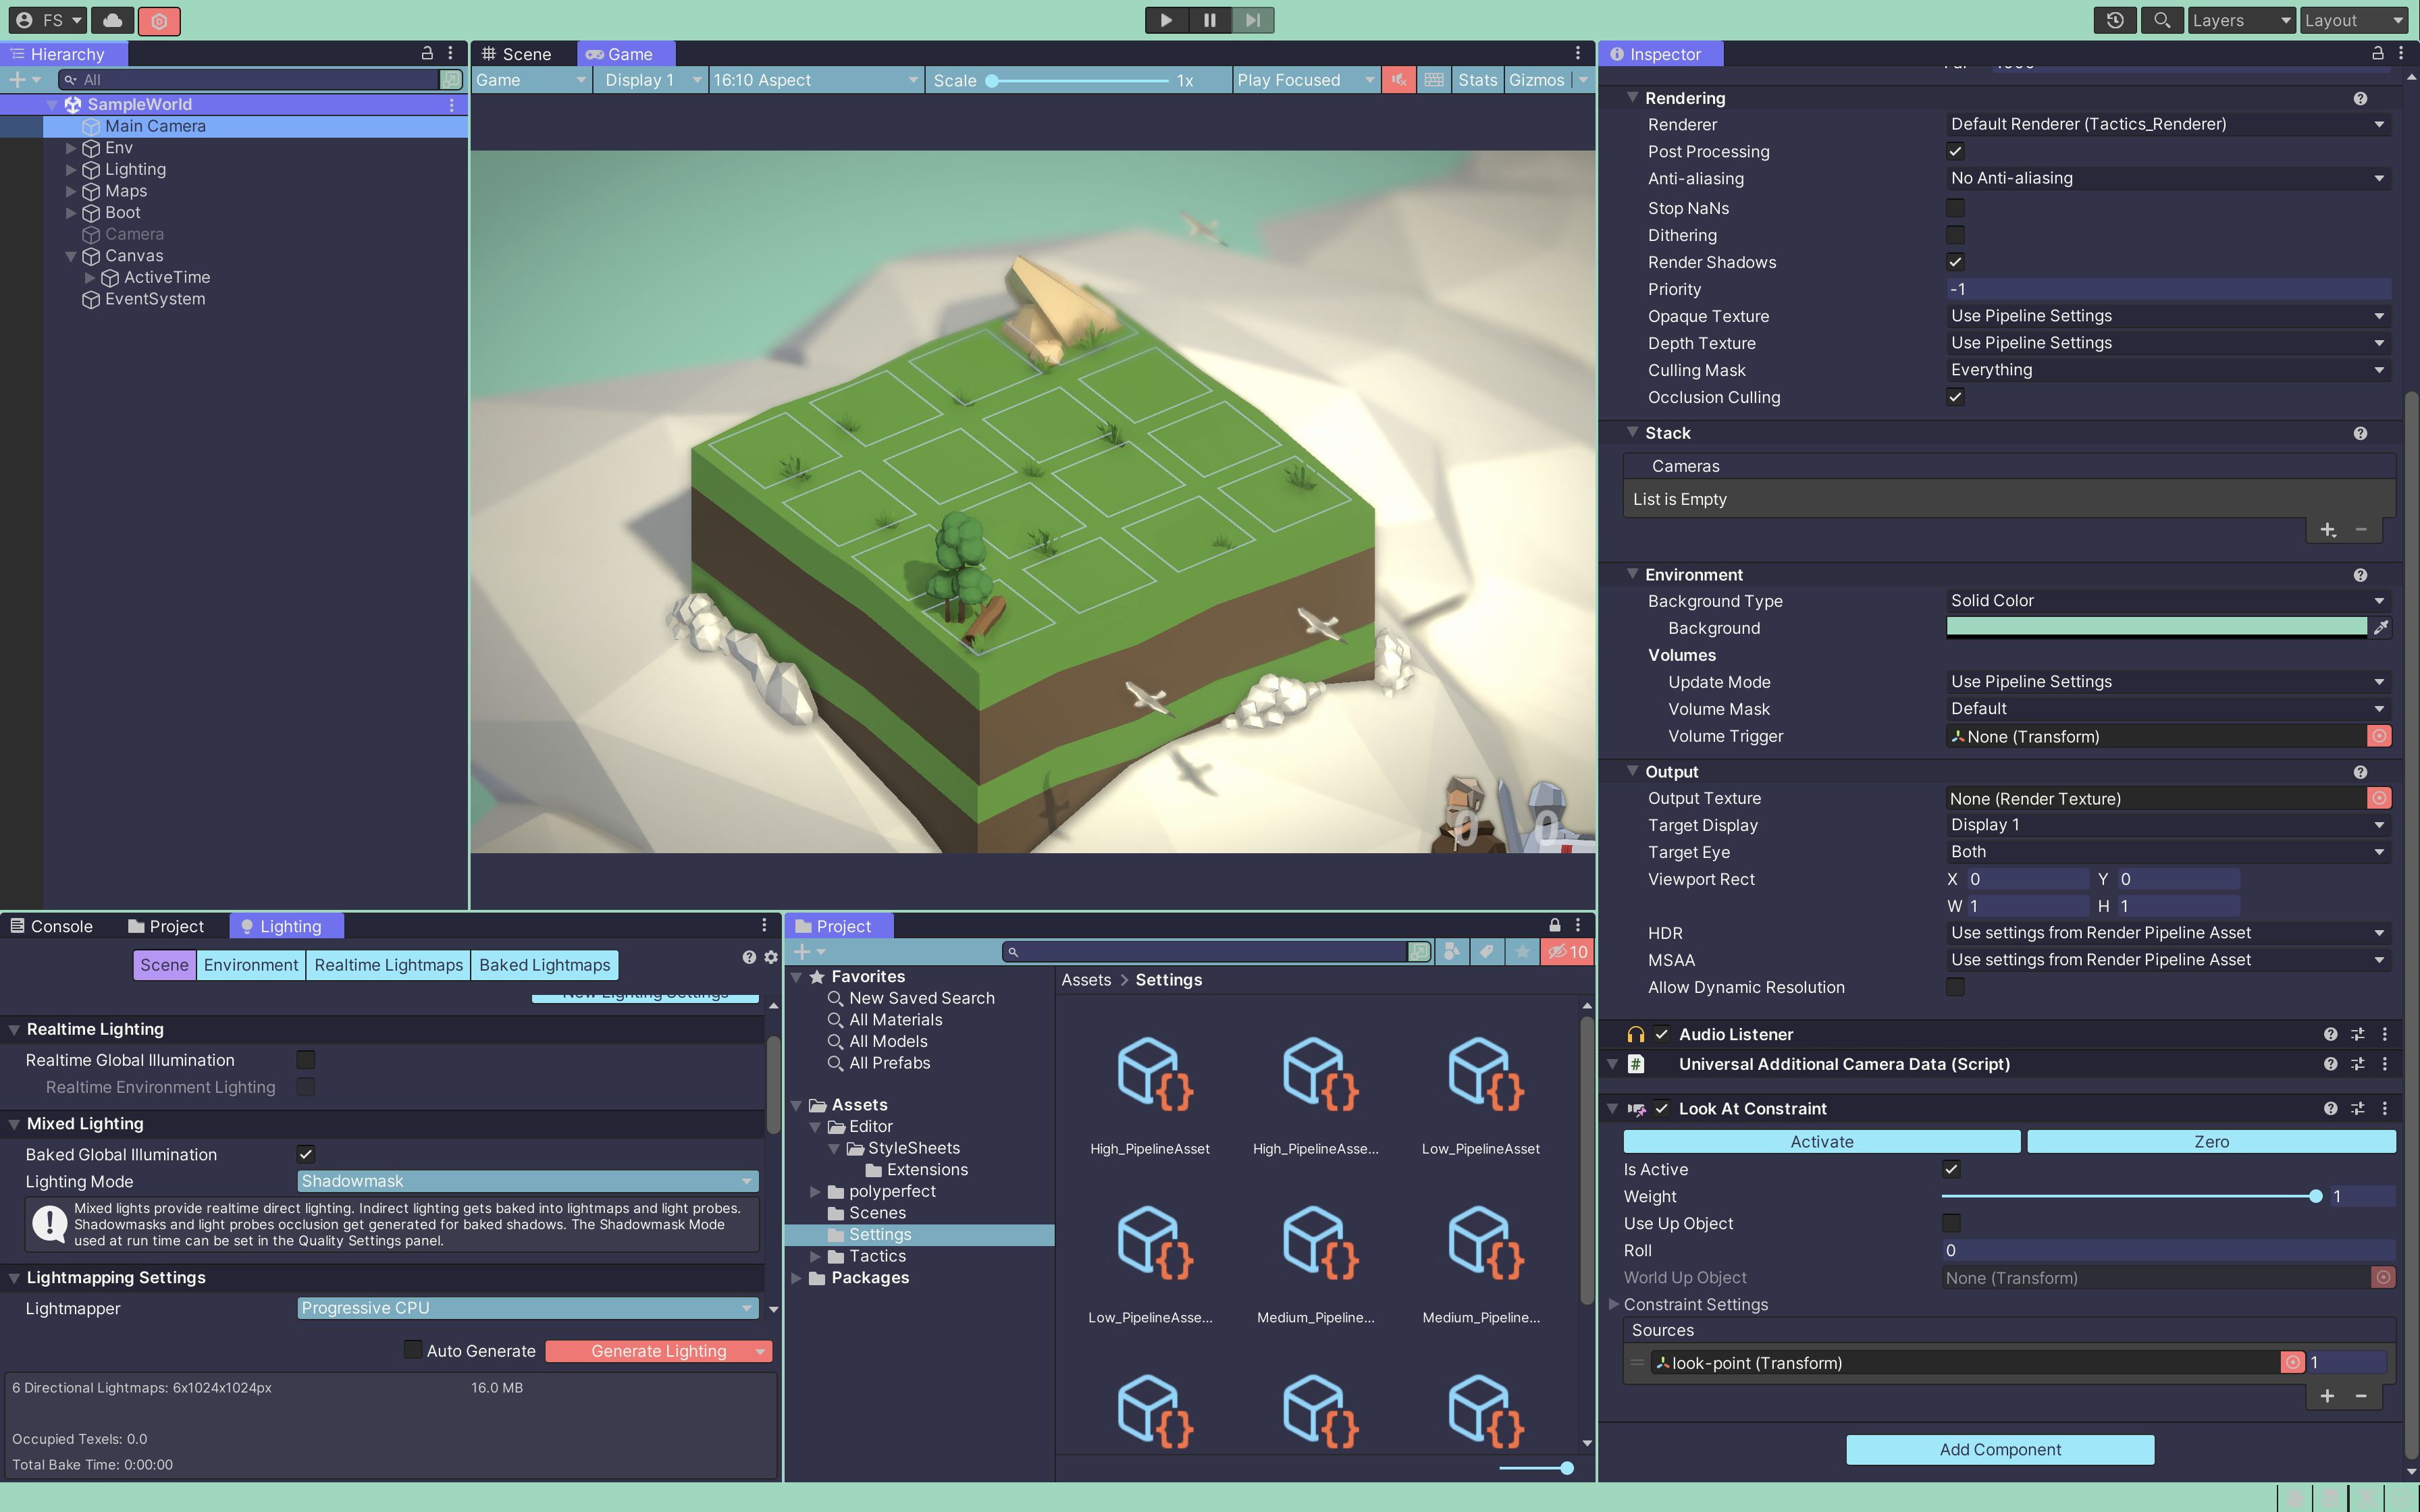 FS
Layers
Layout
Hierarchy
All
SampleWorld
Main Camera
Env
Lighting
Maps
Boot
Camera
Canvas
ActiveTime
EventSystem
Scene
Game
Game
Display 1
16:10 Aspect
Scale
1x
Play Focused
Stats
Gizmos
0
0
Inspector
Rendering
Renderer
Default Renderer (Tactics_Renderer)
Post Processing
Anti-aliasing
No Anti-aliasing
Stop NaNs
Dithering
Render Shadows
Priority
-1
Opaque Texture
Use Pipeline Settings
Depth Texture
Use Pipeline Settings
Culling Mask
Everything
Occlusion Culling
Stack
Cameras
List is Empty
Environment
Background Type
Solid Color
Background
Volumes
Update Mode
Use Pipeline Settings
Volume Mask
Default
Volume Trigger
None (Transform)
Output
Output Texture
None (Render Texture)
Target Display
Display 1
Target Eye
Both
Viewport Rect
X 0 Y 0
W 1 H 1
HDR
Use settings from Render Pipeline Asset
MSAA
Use settings from Render Pipeline Asset
Allow Dynamic Resolution
Audio Listener
Universal Additional Camera Data (Script)
Look At Constraint
Activate
Zero
Is Active
Weight
1
Use Up Object
Roll
0
World Up Object
None (Transform)
Constraint Settings
Sources
look-point (Transform)
1
Add Component
Console
Project
Lighting
Scene
Environment
Realtime Lightmaps
Baked Lightmaps
New Lighting Settings
Realtime Lighting
Realtime Global Illumination
Realtime Environment Lighting
Mixed Lighting
Baked Global Illumination
Lighting Mode
Shadowmask
Mixed lights provide realtime direct lighting. Indirect lighting gets baked into lightmaps and light probes.
Shadowmasks and light probes occlusion get generated for baked shadows. The Shadowmask Mode
used at run time can be set in the Quality Settings panel.
Lightmapping Settings
Lightmapper
Progressive CPU
Auto Generate
Generate Lighting
6 Directional Lightmaps: 6x1024x1024px
16.0 MB
Occupied Texels: 0.0
Total Bake Time: 0:00:00
Project
10
Favorites
New Saved Search
All Materials
All Models
All Prefabs
Assets
Editor
StyleSheets
Extensions
polyperfect
Scenes
Settings
Tactics
Packages
Assets > Settings
High_PipelineAsset
High_PipelineAsse...
Low_PipelineAsset
Low_PipelineAsse...
Medium_Pipeline...
Medium_Pipeline...